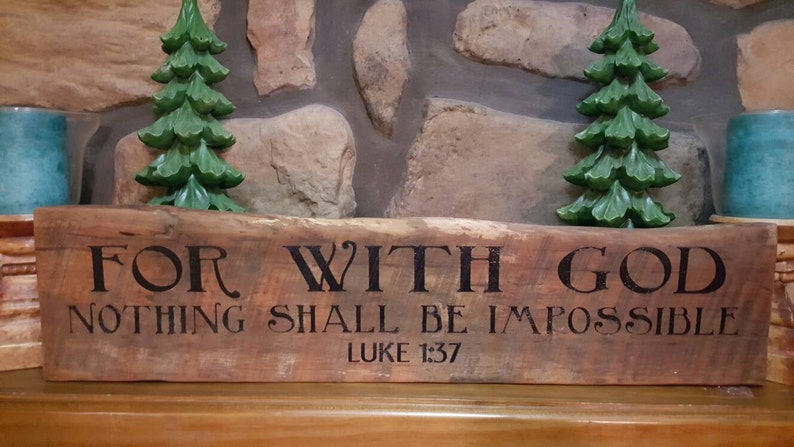 FOR WITH GOD
NOTHING SHALL BE IMPOSSIBLE
LUKE 1:37